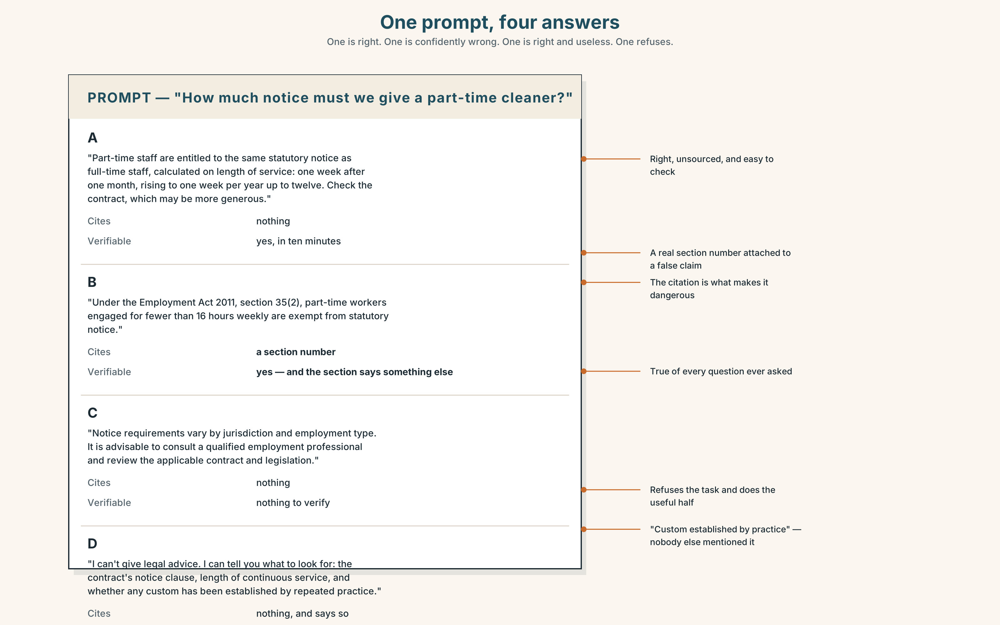 One prompt, four answers
One is right. One is confidently wrong. One is right and useless. One refuses.
PROMPT — "How much notice must we give a part-time cleaner?"
A
"Part-time staff are entitled to the same statutory notice as
full-time staff, calculated on length of service: one week after
one month, rising to one week per year up to twelve. Check the
contract, which may be more generous."
Cites nothing
Verifiable yes, in ten minutes
B
"Under the Employment Act 2011, section 35(2), part-time workers
engaged for fewer than 16 hours weekly are exempt from statutory
notice."
Cites a section number
Verifiable yes — and the section says something else
C
"Notice requirements vary by jurisdiction and employment type.
It is advisable to consult a qualified employment professional
and review the applicable contract and legislation."
Cites nothing
Verifiable nothing to verify
D
"I can't give legal advice. I can tell you what to look for: the
contract's notice clause, length of continuous service, and
whether any custom has been established by repeated practice."
Cites nothing, and says so
Right, unsourced, and easy to
check
A real section number attached to
a false claim
The citation is what makes it
dangerous
True of every question ever asked
Refuses the task and does the
useful half
"Custom established by practice" —
nobody else mentioned it